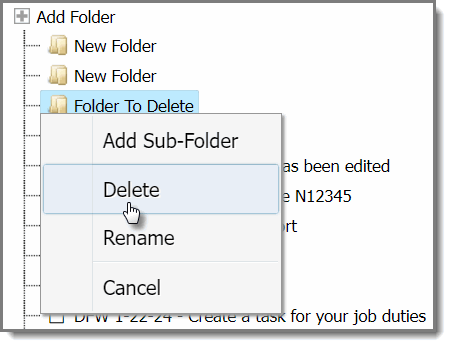 Add Folder
New Folder
New Folder
Folder To Delete
Add Sub-Folder
as been edited
Delete
N12345
Rename
ort
Cancel
DFW 1-22-24 - Create a task for your job duties